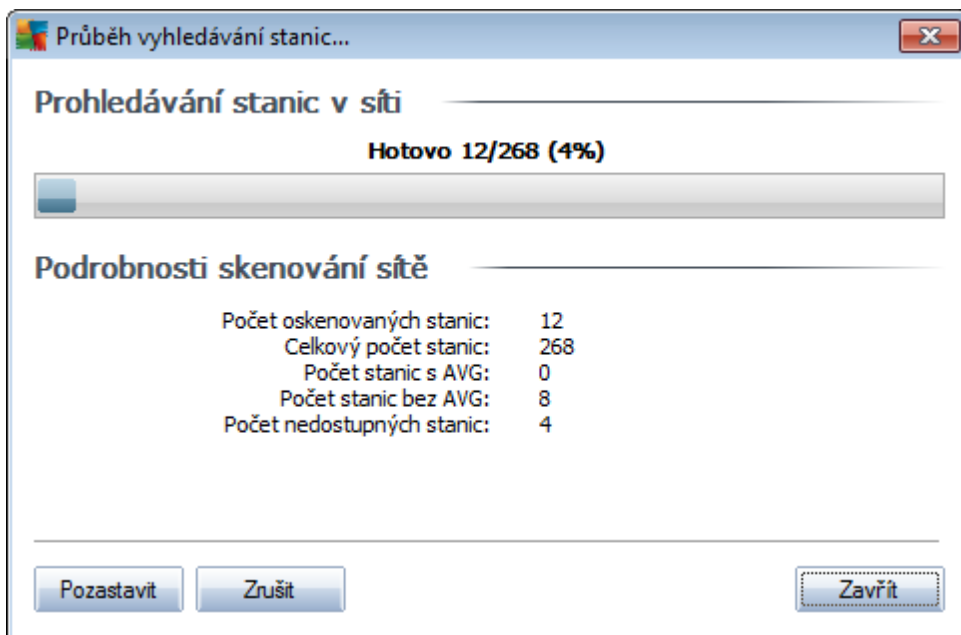 Průběh vyhledávání stanic...
Prohledávání stanic v síti
Hotovo 12/268 (4%)
Podrobnosti skenování sítě
Počet oskenovaných stanic: 12
Celkový počet stanic: 268
Počet stanic s AVG: 0
Počet stanic bez AVG: 8
Počet nedostupných stanic: 4
Pozastavit Zrušit Zavřít